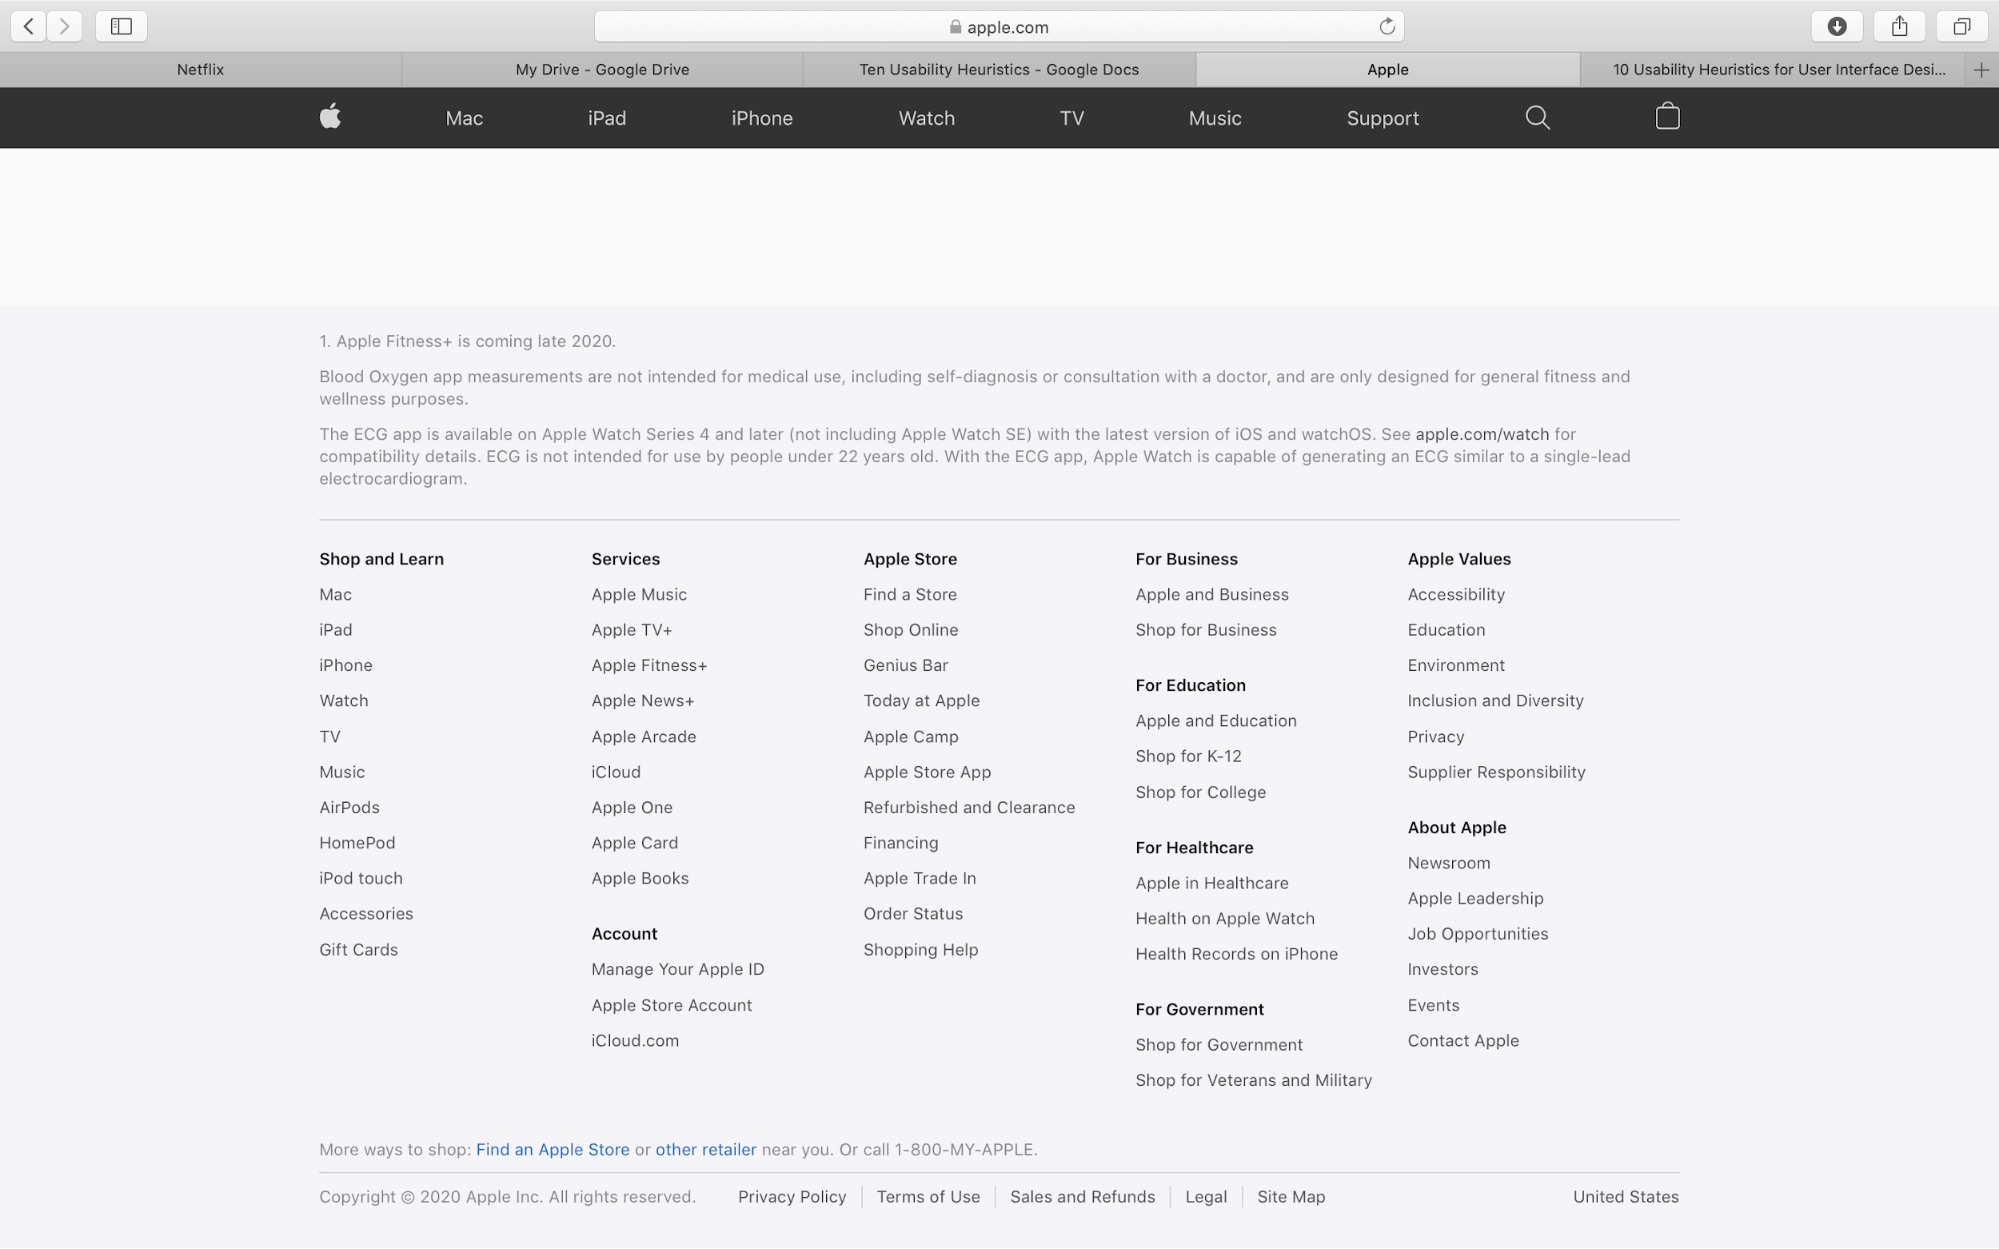 apple.com
Netflix
My Drive - Google Drive
Ten Usability Heuristics - Google Docs
Apple
10 Usability Heuristics for User Interface Desi...
Mac
iPad
iPhone
Watch
TV
Music
Support
1. Apple Fitness+ is coming late 2020.
Blood Oxygen app measurements are not intended for medical use, including self-diagnosis or consultation with a doctor, and are only designed for general fitness and
wellness purposes.
The ECG app is available on Apple Watch Series 4 and later (not including Apple Watch SE) with the latest version of iOS and watchOS. See apple.com/watch for
compatibility details. ECG is not intended for use by people under 22 years old. With the ECG app, Apple Watch is capable of generating an ECG similar to a single-lead
electrocardiogram.
Shop and Learn
Mac
iPad
iPhone
Watch
TV
Music
AirPods
HomePod
iPod touch
Accessories
Gift Cards
Services
Apple Music
Apple TV+
Apple Fitness+
Apple News+
Apple Arcade
iCloud
Apple One
Apple Card
Apple Books
Account
Manage Your Apple ID
Apple Store Account
iCloud.com
Apple Store
Find a Store
Shop Online
Genius Bar
Today at Apple
Apple Camp
Apple Store App
Refurbished and Clearance
Financing
Apple Trade In
Order Status
Shopping Help
For Business
Apple and Business
Shop for Business
For Education
Apple and Education
Shop for K-12
Shop for College
For Healthcare
Apple in Healthcare
Health on Apple Watch
Health Records on iPhone
For Government
Shop for Government
Shop for Veterans and Military
Apple Values
Accessibility
Education
Environment
Inclusion and Diversity
Privacy
Supplier Responsibility
About Apple
Newsroom
Apple Leadership
Job Opportunities
Investors
Events
Contact Apple
More ways to shop: Find an Apple Store or other retailer near you. Or call 1-800-MY-APPLE.
Copyright © 2020 Apple Inc. All rights reserved.
Privacy Policy
Terms of Use
Sales and Refunds
Legal
Site Map
United States